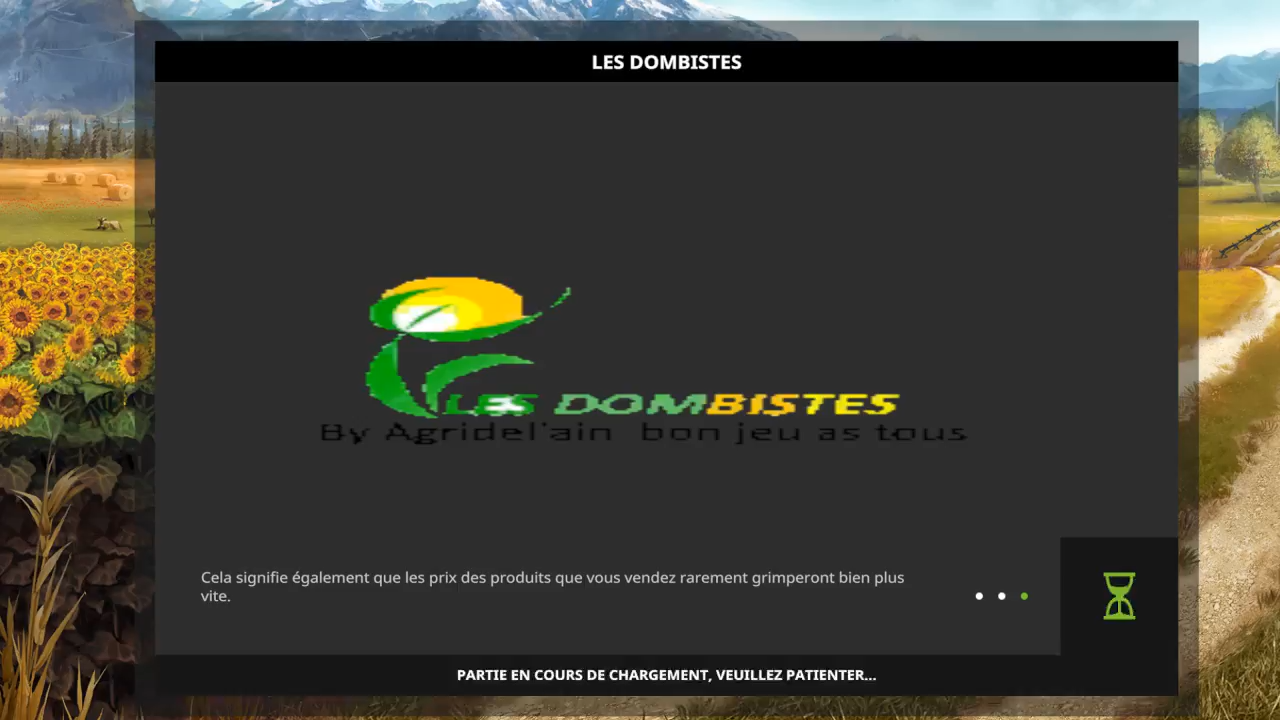 LES DOMBISTES
LES DOMBISTES
By Agridel'ain bon jeu as tous
Cela signifie également que les prix des produits que vous vendez rarement grimperont bien plus
vite.
PARTIE EN COURS DE CHARGEMENT, VEUILLEZ PATIENTER...